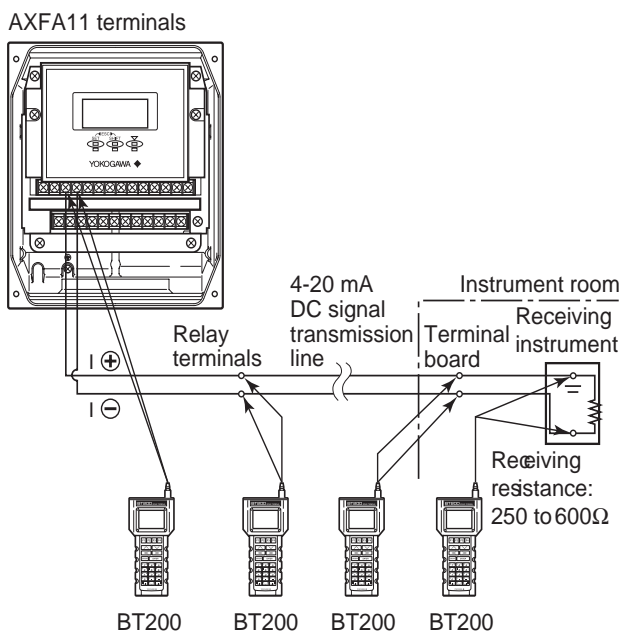 AXFA11 terminals
YOKOGAWA
4-20 mA
DC signal
transmission
line
Instrument room
Receiving
instrument
Relay
terminals
Terminal
board
I ⊕
I ⊖
Receiving
resistance:
250 to 600Ω
BT200
BT200
BT200
BT200